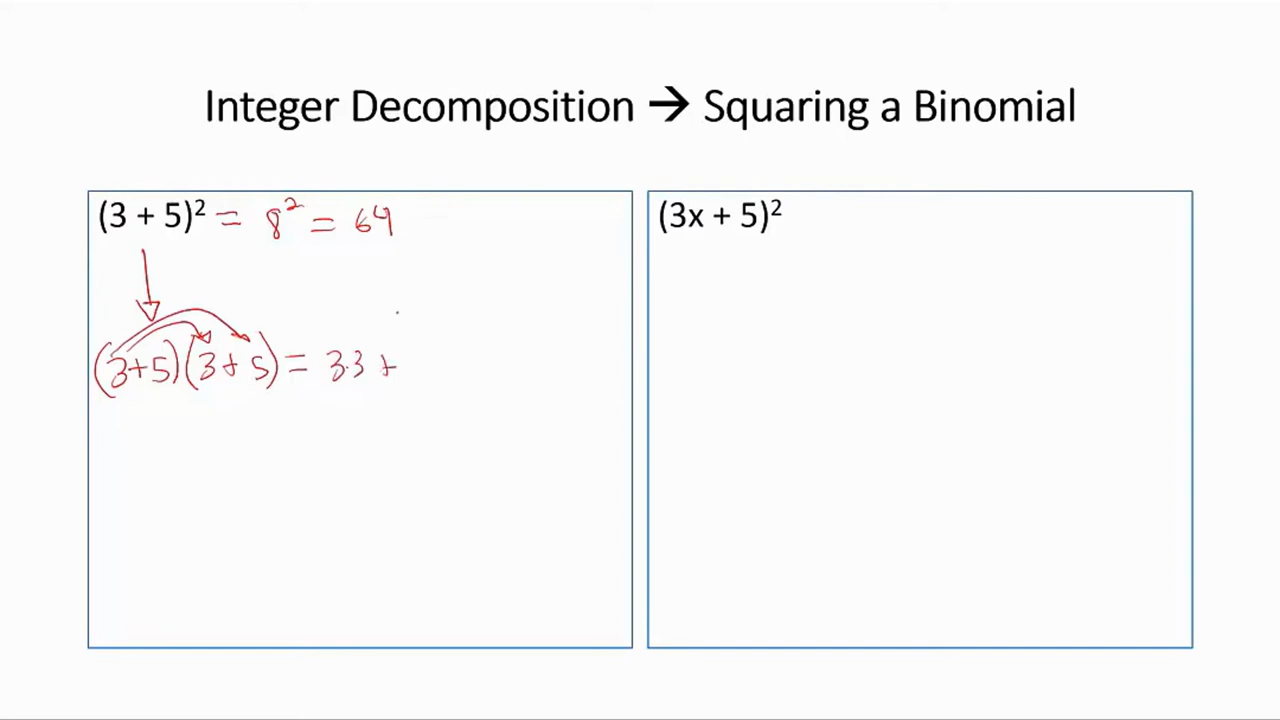 Integer Decomposition → Squaring a Binomial
(3 + 5)² = 8² = 64
(3+5)(3+5) = 3·3 +
(3x + 5)²